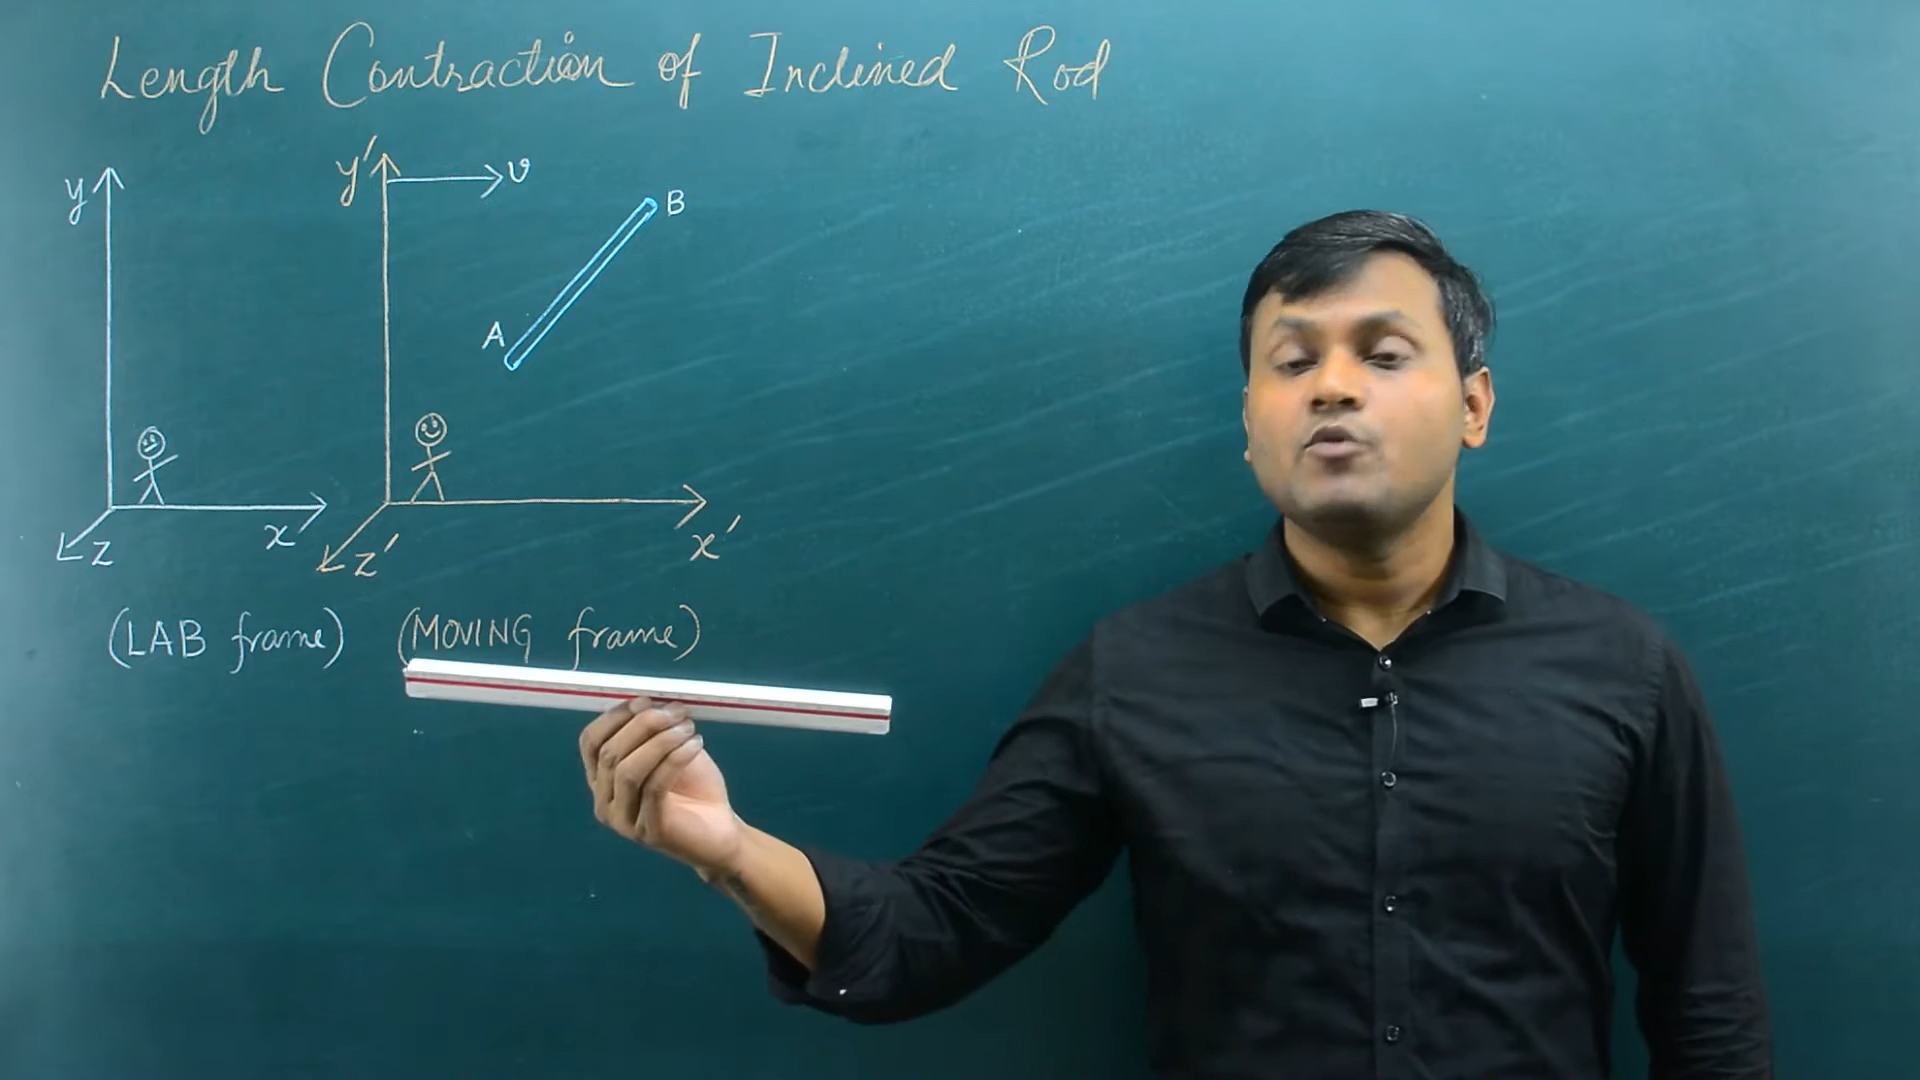 Length Contraction of Inclined Rod
y y' v B
A
z x z' x'
(LAB frame) (MOVING frame)